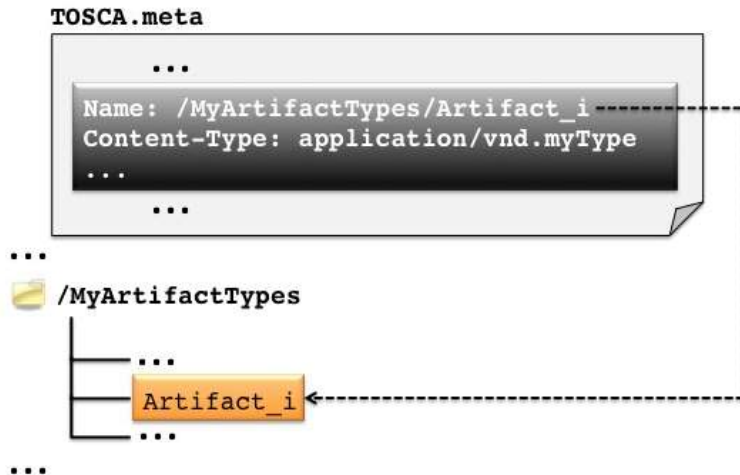 TOSCA.meta
...
Name: /MyArtifactTypes/Artifact_i
Content-Type: application/vnd.myType
...
...
...
/MyArtifactTypes
...
Artifact_i
...
...